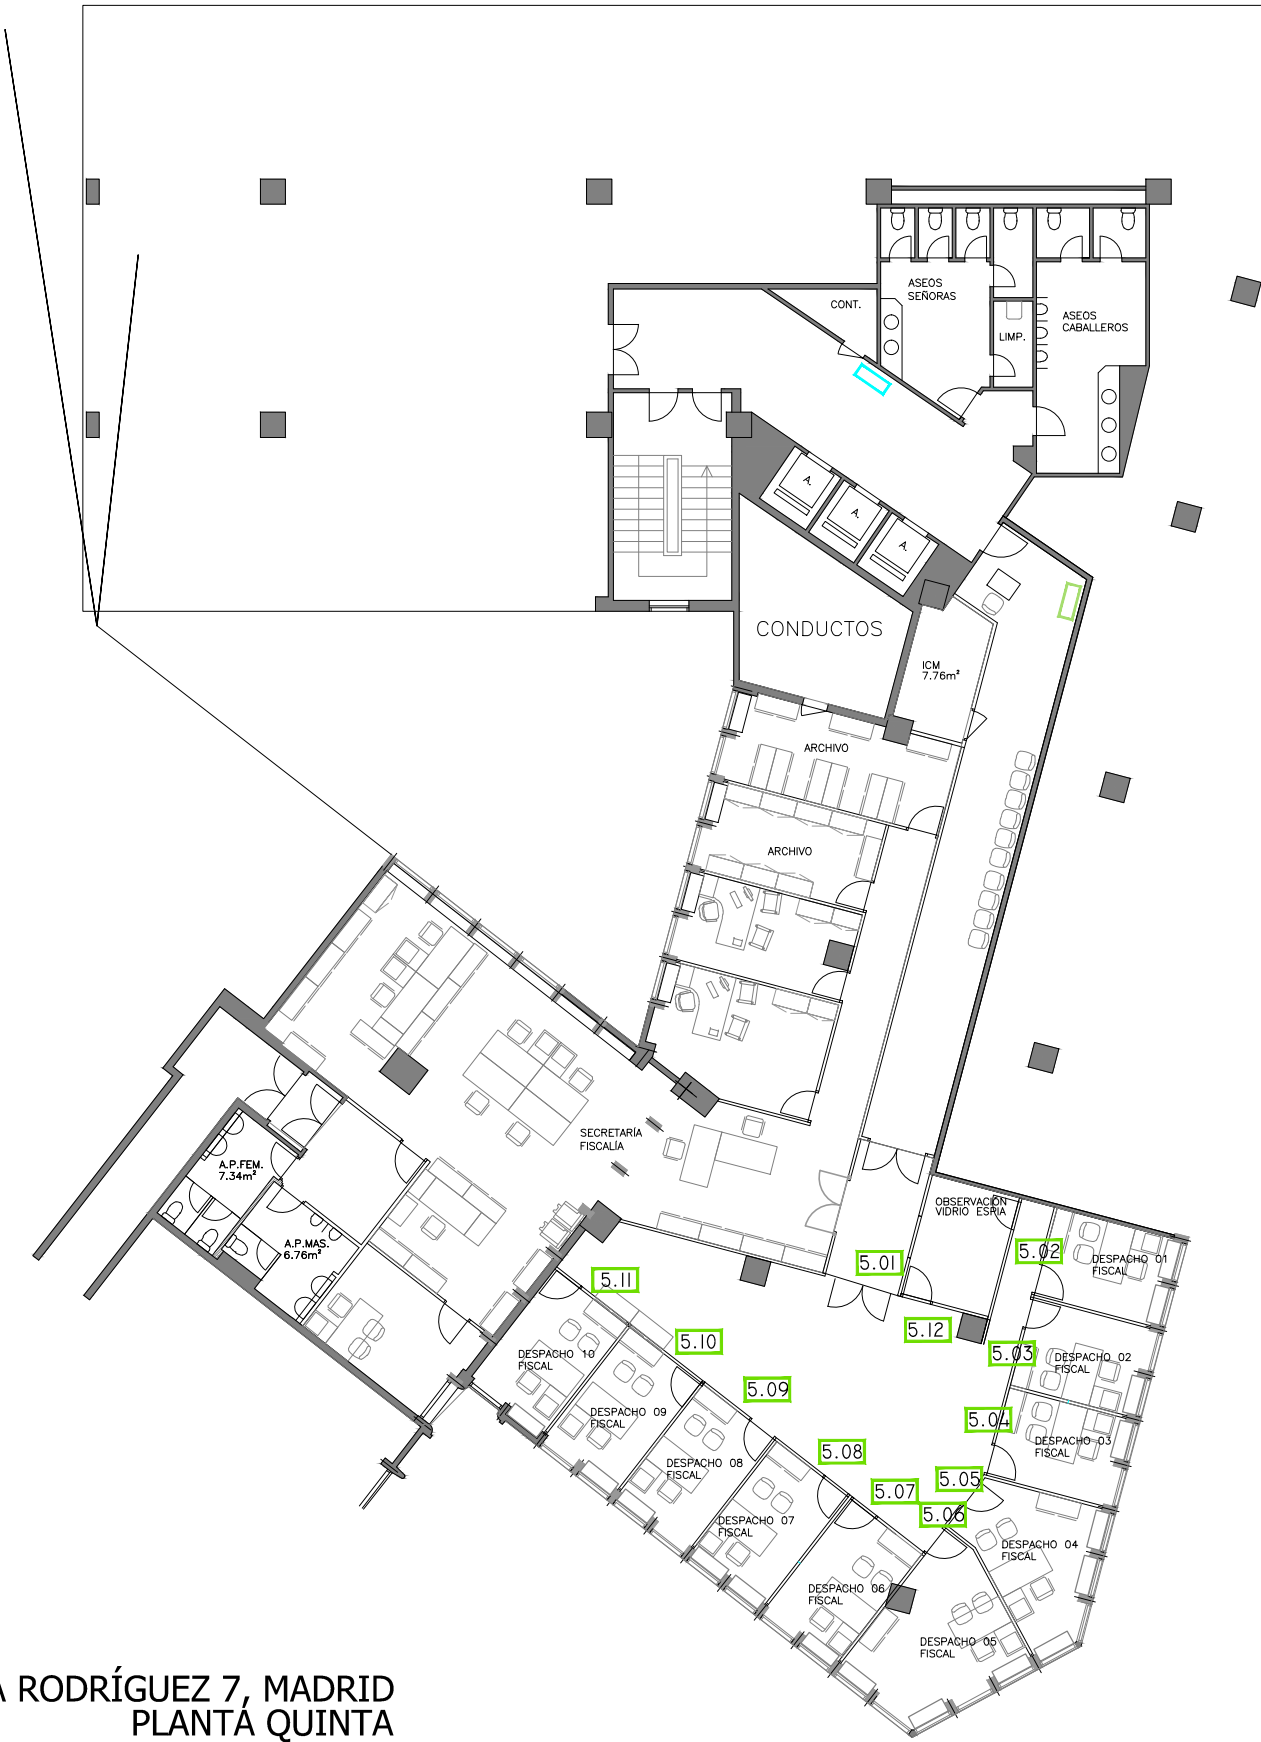 ASEOS
SEÑORAS
CONT.
ASEOS
CABALLEROS
LIMP.
A.
A.
A.
CONDUCTOS
ICM
7.76m²
ARCHIVO
ARCHIVO
SECRETARÍA
FISCALÍA
A.P.FEM.
7.34m²
A.P.MAS.
6.76m²
OBSERVACIÓN
VIDRIO ESPIA
5.01
5.02
DESPACHO 01
FISCAL
5.11
5.12
5.10
5.03
DESPACHO 02
FISCAL
DESPACHO 10
FISCAL
5.09
DESPACHO 09
FISCAL
5.04
DESPACHO 03
FISCAL
5.08
DESPACHO 08
FISCAL
5.05
5.07
5.06
DESPACHO 07
FISCAL
DESPACHO 04
FISCAL
DESPACHO 06
FISCAL
DESPACHO 05
FISCAL
A RODRÍGUEZ 7, MADRID
PLANTA QUINTA